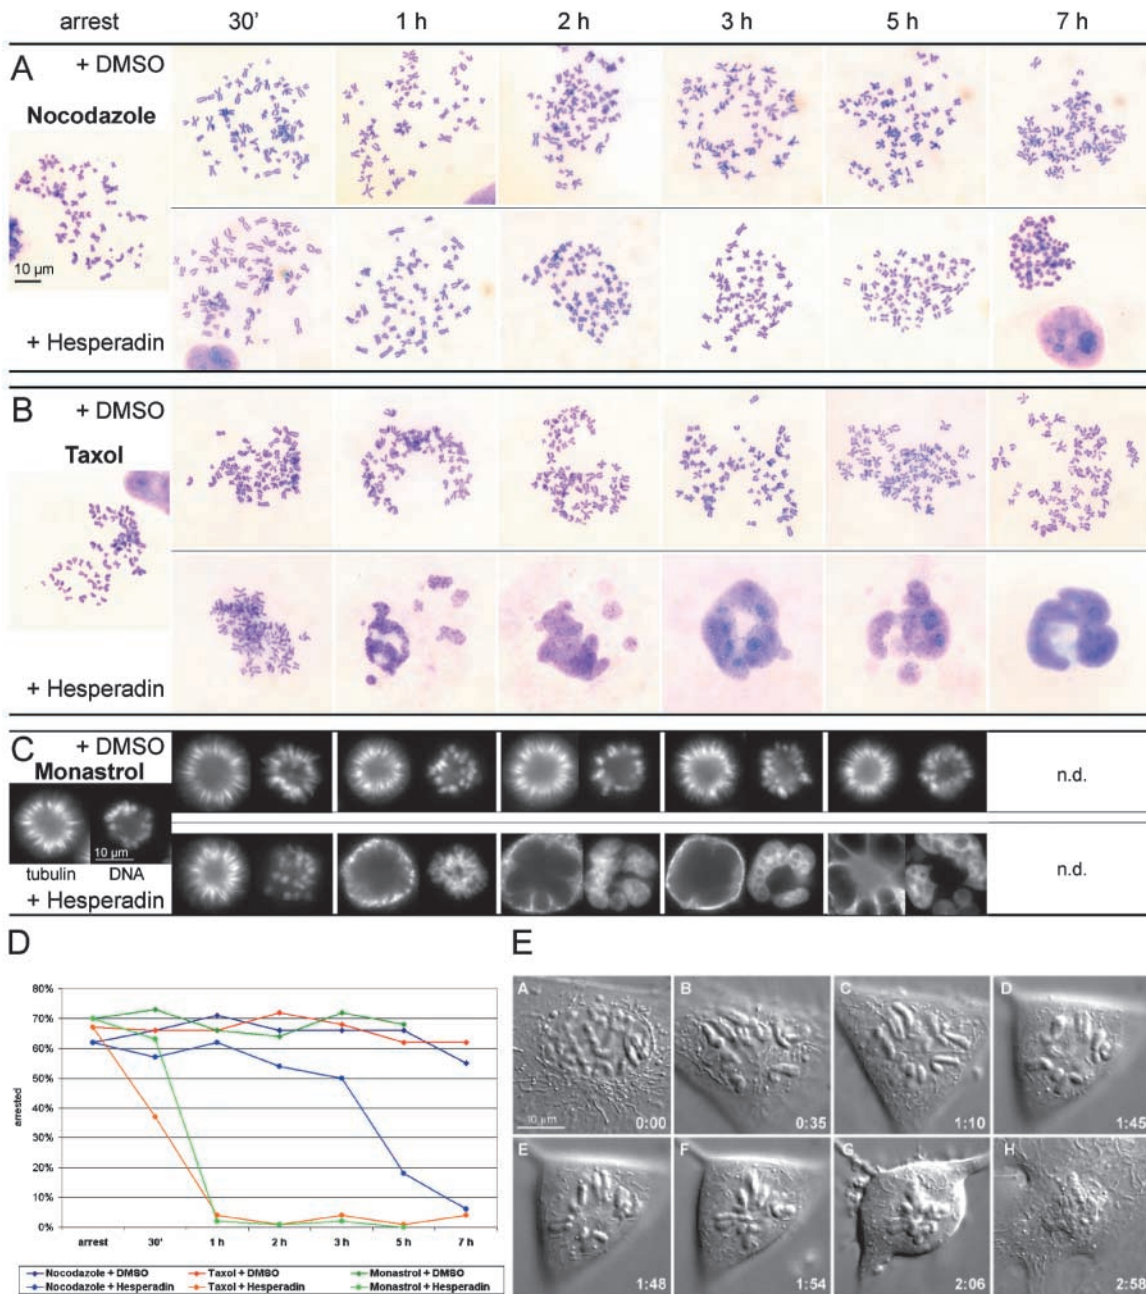 arrest 30' 1 h 2 h 3 h 5 h 7 h
A + DMSO
Nocodazole
10 µm
+ Hesperadin
B + DMSO
Taxol
+ Hesperadin
C + DMSO
Monastrol
n.d.
10 µm
tubulin DNA
n.d.
+ Hesperadin
D E
80%
70%
60%
50%
40%
30%
20%
10%
0%
arrested
arrest 30' 1 h 2 h 3 h 5 h 7 h
Nocodazole + DMSO Taxol + DMSO Monastrol + DMSO
Nocodazole + Hesperadin Taxol + Hesperadin Monastrol + Hesperadin
A B C D
10 µm 0:00 0:35 1:10 1:45
E F G H
1:48 1:54 2:06 2:58